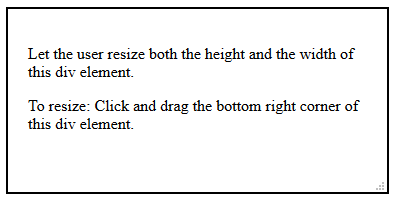 Let the user resize both the height and the width of
this div element.
To resize: Click and drag the bottom right corner of
this div element.